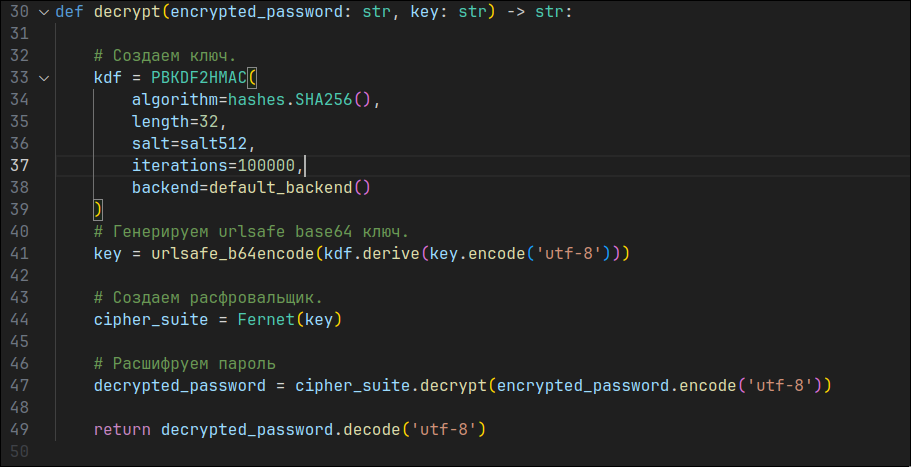 30 def decrypt(encrypted_password: str, key: str) -> str:
31
32 # Создаем ключ.
33 kdf = PBKDF2HMAC(
34 algorithm=hashes.SHA256(),
35 length=32,
36 salt=salt512,
37 iterations=100000,
38 backend=default_backend()
39 )
40 # Генерируем urlsafe base64 ключ.
41 key = urlsafe_b64encode(kdf.derive(key.encode('utf-8')))
42
43 # Создаем расфровальщик.
44 cipher_suite = Fernet(key)
45
46 # Расшифруем пароль
47 decrypted_password = cipher_suite.decrypt(encrypted_password.encode('utf-8'))
48
49 return decrypted_password.decode('utf-8')
50